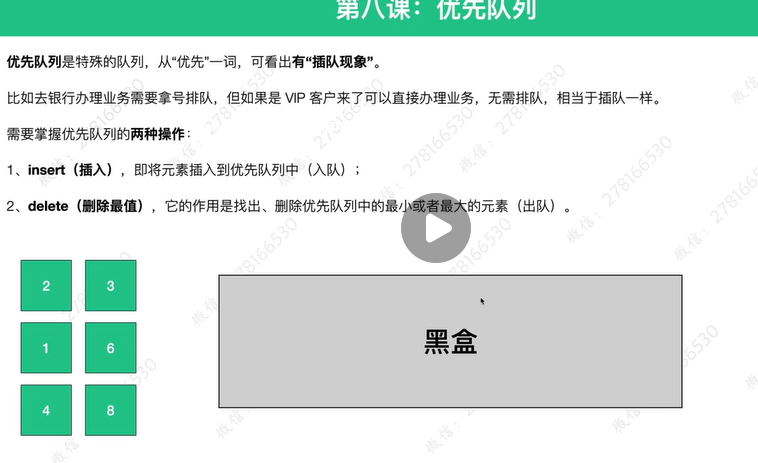 第八课：优先队列
优先队列是特殊的队列，从“优先”一词，可看出有“插队现象”。
比如去银行办理业务需要拿号排队，但如果是 VIP 客户来了可以直接办理业务，无需排队，相当于插队一样。
需要掌握优先队列的两种操作：
1、insert（插入），即将元素插入到优先队列中（入队）；
2、delete（删除最值），它的作用是找出、删除优先队列中的最小或者最大的元素（出队）。
2 3
1 6
4 8
黑盒
微信：278166530